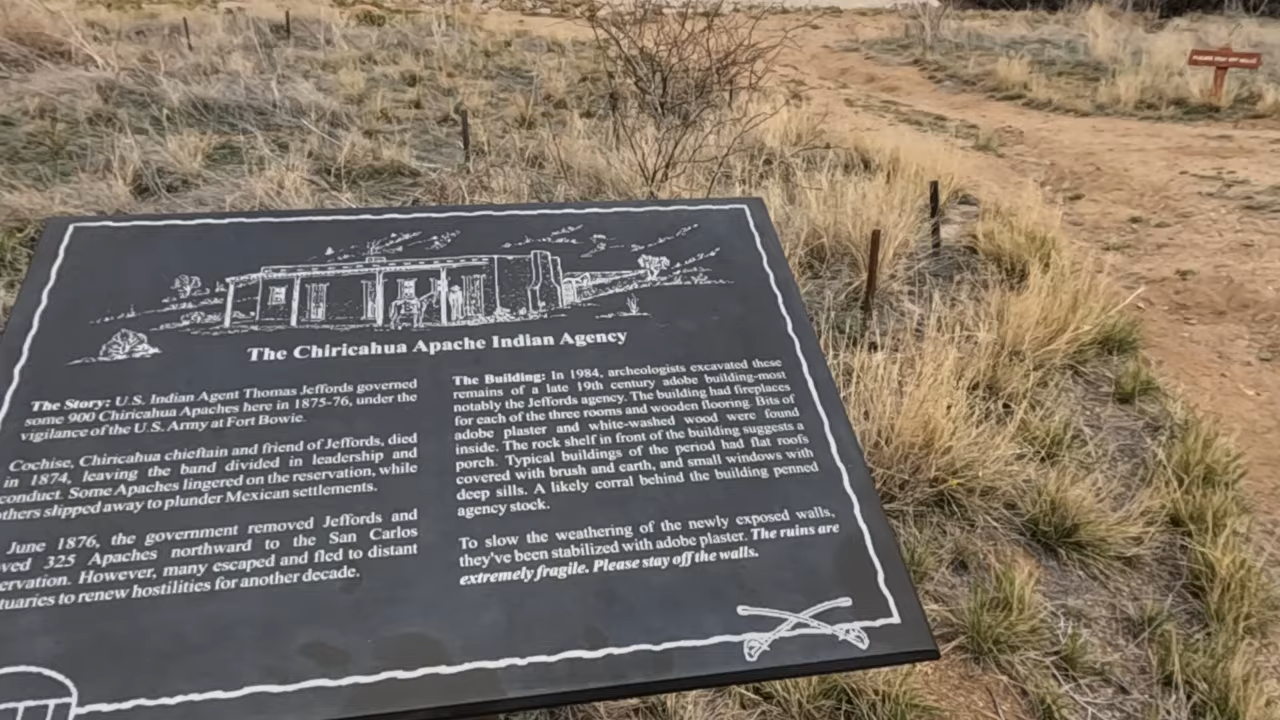 PLEASE STAY OFF WALLS
The Chiricahua Apache Indian Agency
The Story: U.S. Indian Agent Thomas Jeffords governed
some 900 Chiricahua Apaches here in 1875-76, under the
vigilance of the U.S. Army at Fort Bowie.
Cochise, Chiricahua chieftain and friend of Jeffords, died
in 1874, leaving the band divided in leadership and
conduct. Some Apaches lingered on the reservation, while
thers slipped away to plunder Mexican settlements.
June 1876, the government removed Jeffords and
ved 325 Apaches northward to the San Carlos
ervation. However, many escaped and fled to distant
tuaries to renew hostilities for another decade.
The Building: In 1984, archeologists excavated these
remains of a late 19th century adobe building-most
notably the Jeffords agency. The building had fireplaces
for each of the three rooms and wooden flooring. Bits of
adobe plaster and white-washed wood were found
inside. The rock shelf in front of the building suggests a
porch. Typical buildings of the period had flat roofs
covered with brush and earth, and small windows with
deep sills. A likely corral behind the building penned
agency stock.
To slow the weathering of the newly exposed walls,
they've been stabilized with adobe plaster. The ruins are
extremely fragile. Please stay off the walls.